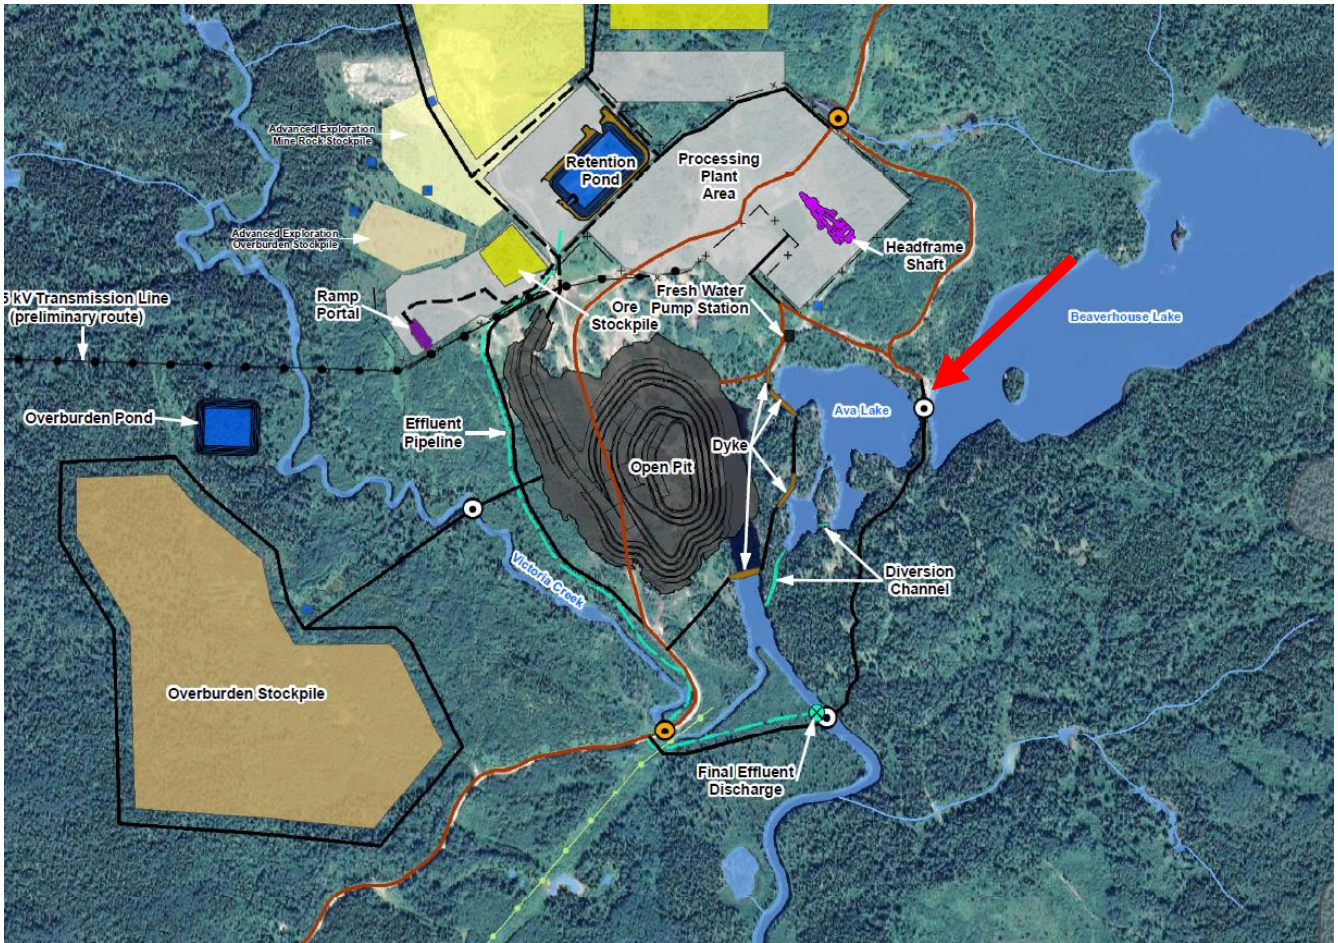 Advanced Exploration
Mine Rock Stockpile
Retention
Pond
Processing
Plant
Area
Advanced Exploration
Overburden Stockpile
Headframe
Shaft
5 kV Transmission Line
(preliminary route)
Ramp
Portal
Ore
Stockpile
Fresh Water
Pump Station
Beaverhouse Lake
Overburden Pond
Effluent
Pipeline
Ava Lake
Dyke
Open Pit
Victoria Creek
Diversion
Channel
Overburden Stockpile
Final Effluent
Discharge